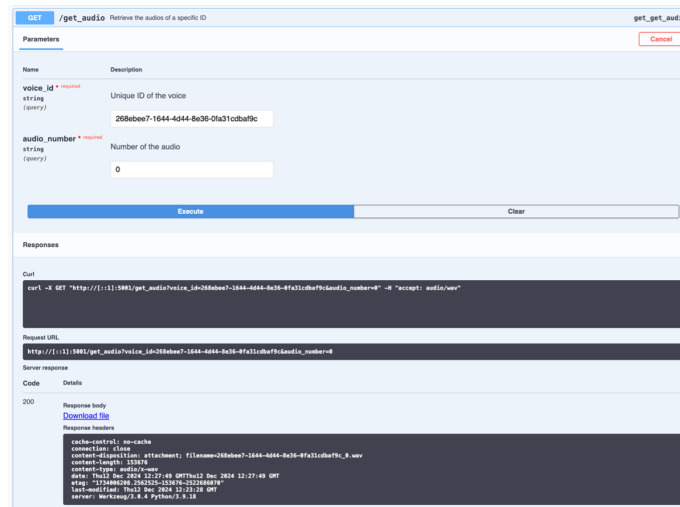 GET /get_audio Retrieve the audios of a specific ID get_get_audi
Parameters Cancel
Name Description
voice_id * required
string
(query)
Unique ID of the voice
268ebee7-1644-4d44-8e36-0fa31cdbaf9c
audio_number * required
string
(query)
Number of the audio
0
Execute Clear
Responses
Curl
curl -X GET "http://[::1]:5001/get_audio?voice_id=268ebee7-1644-4d44-8e36-0fa31cdbaf9c&audio_number=0" -H "accept: audio/wav"
Request URL
http://[::1]:5001/get_audio?voice_id=268ebee7-1644-4d44-8e36-0fa31cdbaf9c&audio_number=0
Server response
Code Details
200
Response body
Download file
Response headers
cache-control: no-cache
connection: close
content-disposition: attachment; filename=268ebee7-1644-4d44-8e36-0fa31cdbaf9c_0.wav
content-length: 153676
content-type: audio/x-wav
date: Thu12 Dec 2024 12:27:49 GMTThu12 Dec 2024 12:27:49 GMT
etag: "1734006208.2562525-153676-2522686070"
last-modified: Thu12 Dec 2024 12:23:28 GMT
server: Werkzeug/3.0.4 Python/3.9.18